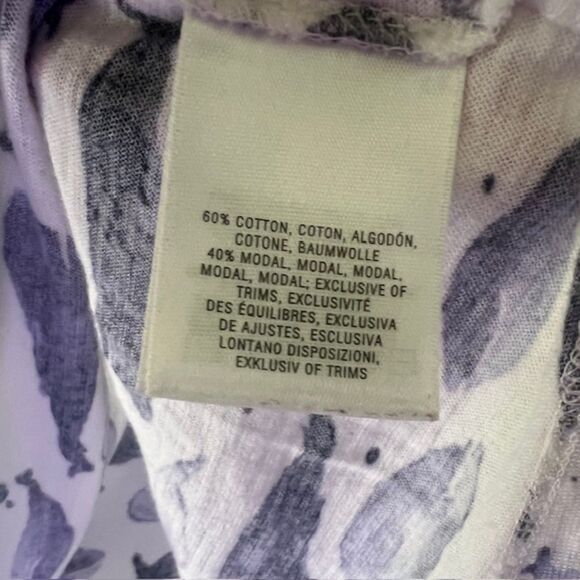 60% COTTON, COTON, ALGODÓN,
COTONE, BAUMWOLLE
40% MODAL, MODAL, MODAL,
MODAL, MODAL; EXCLUSIVE OF
TRIMS, EXCLUSIVITÉ
DES ÉQUILIBRES, EXCLUSIVA
DE AJUSTES, ESCLUSIVA
LONTANO DISPOSIZIONI,
EXKLUSIV OF TRIMS